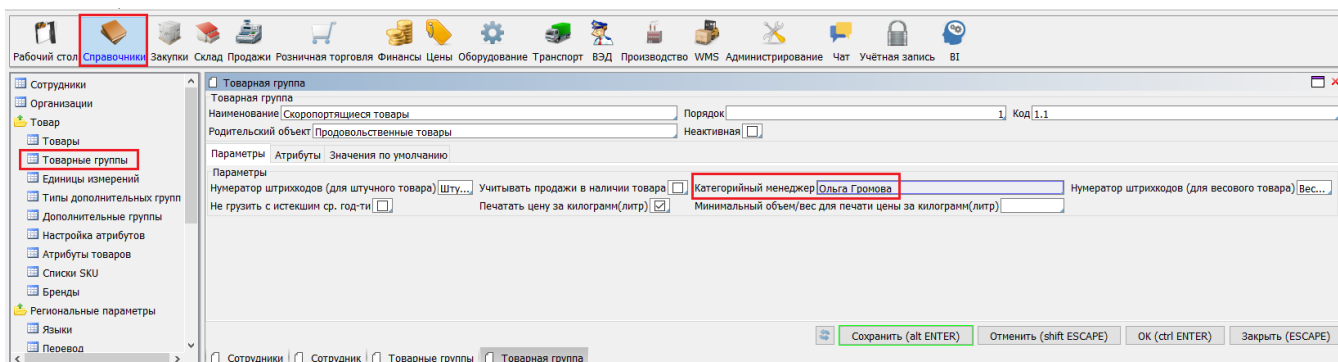 Рабочий стол Справочники Закупки Склад Продажи Розничная торговля Финансы Цены Оборудование Транспорт ВЭД Производство WMS Администрирование Чат Учётная запись BI
Сотрудники
Организации
Товар
Товары
Товарные группы
Единицы измерений
Типы дополнительных групп
Дополнительные группы
Настройка атрибутов
Атрибуты товаров
Списки SKU
Бренды
Региональные параметры
Языки
Перевод
Товарная группа
Товарная группа
Наименование Скоропортящиеся товары Порядок 1 Код 1.1
Родительский объект Продовольственные товары Неактивная
Параметры Атрибуты Значения по умолчанию
Параметры
Нумератор штрихкодов (для штучного товара) Шту... Учитывать продажи в наличии товара Категорийный менеджер Ольга Громова Нумератор штрихкодов (для весового товара) Вес...
Не грузить с истекшим ср. год-ти Печатать цену за килограмм(литр) Минимальный объем/вес для печати цены за килограмм(литр)
Сохранить (alt ENTER) Отменить (shift ESCAPE) OK (ctrl ENTER) Закрыть (ESCAPE)
Сотрудники Сотрудник Товарные группы Товарная группа